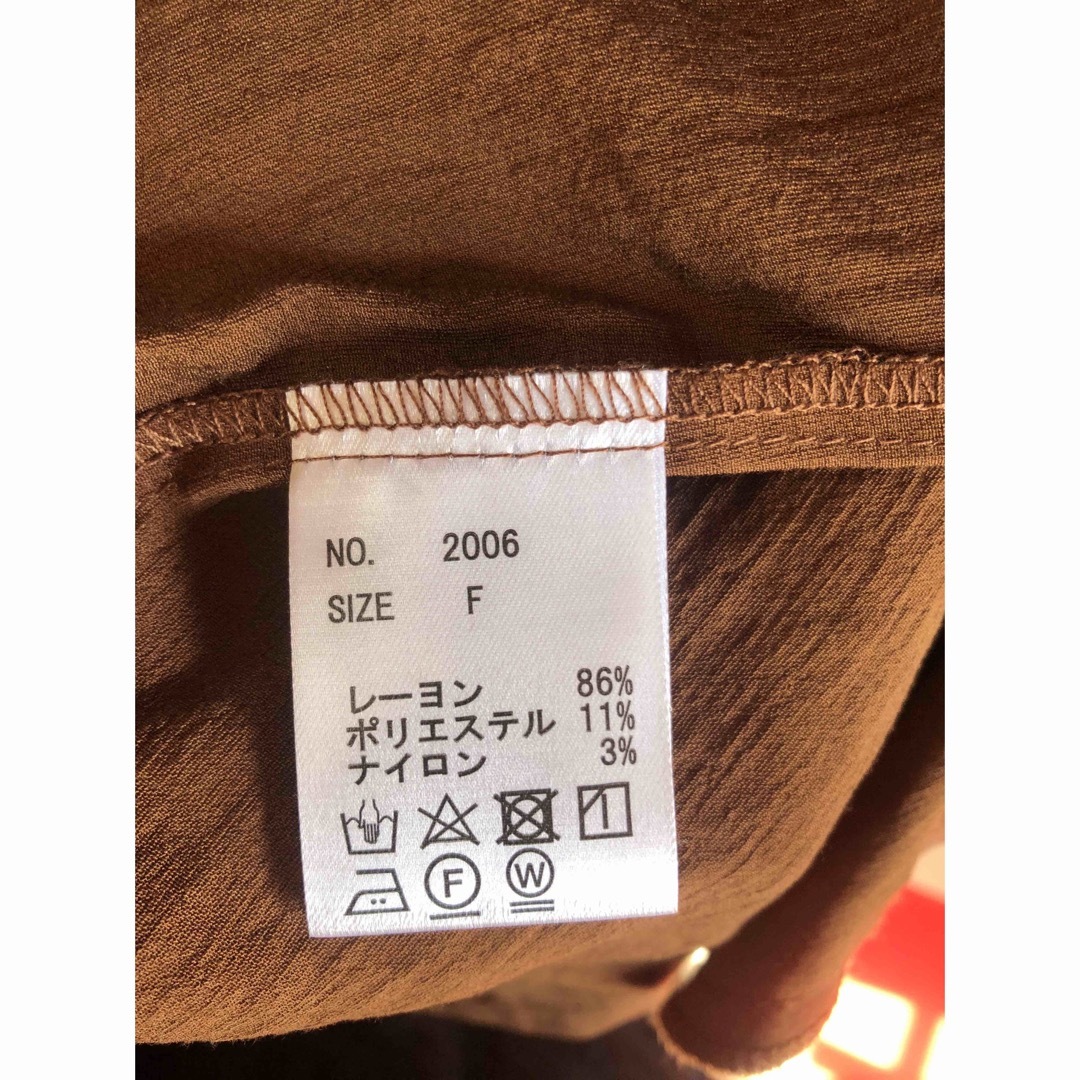 NO. 2006
SIZE F
レーヨン 86%
ポリエステル 11%
ナイロン 3%
F W